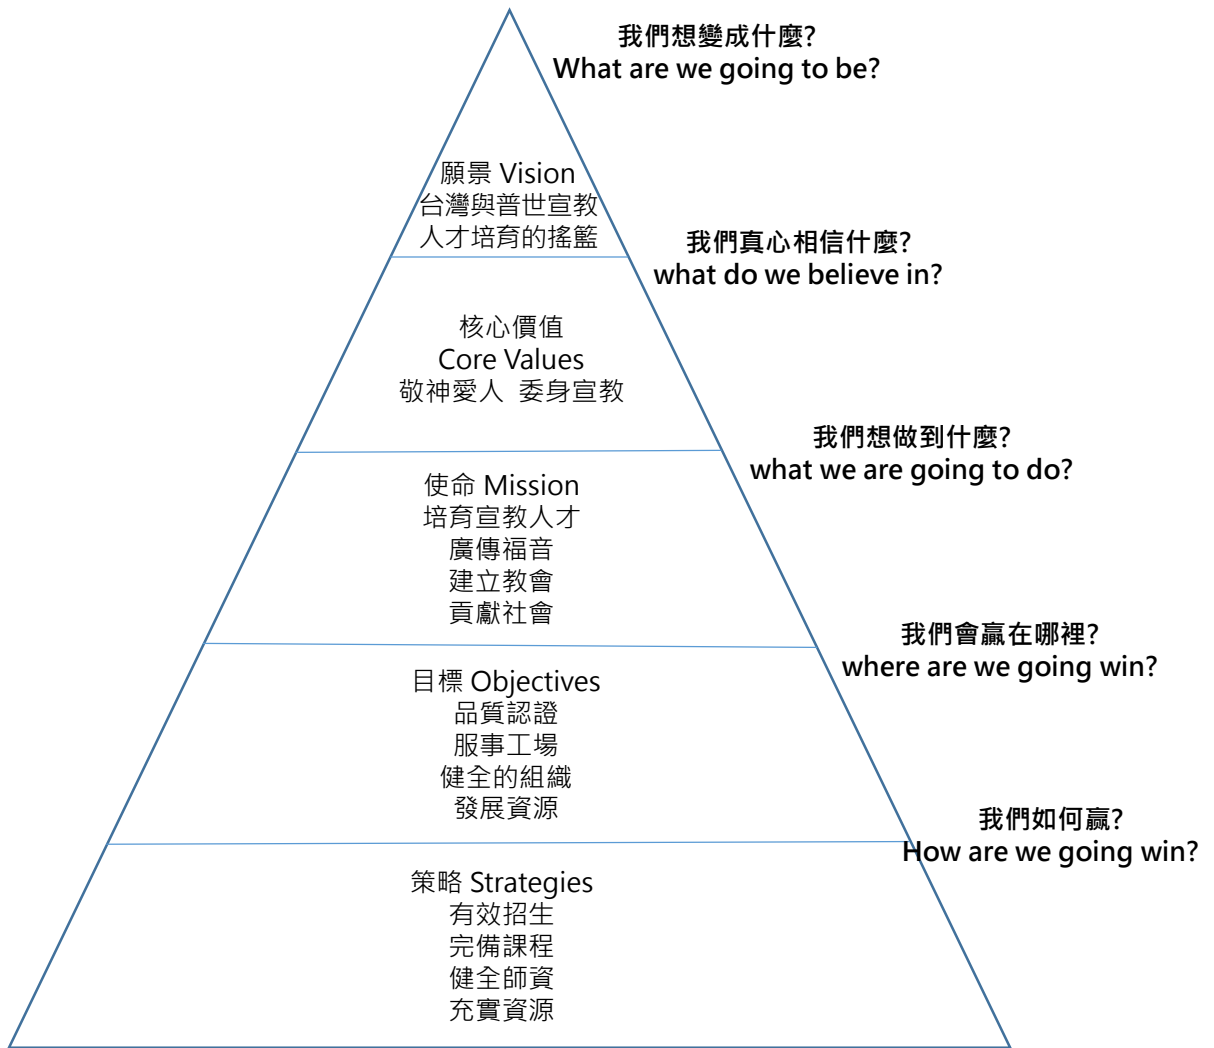 我們想變成什麼?
What are we going to be?
願景 Vision
台灣與普世宣教
人才培育的搖籃
我們真心相信什麼?
what do we believe in?
核心價值
Core Values
敬神愛人 委身宣教
我們想做到什麼?
what we are going to do?
使命 Mission
培育宣教人才
廣傳福音
建立教會
貢獻社會
我們會贏在哪裡?
where are we going win?
目標 Objectives
品質認證
服事工場
健全的組織
發展資源
我們如何贏?
How are we going win?
策略 Strategies
有效招生
完備課程
健全師資
充實資源